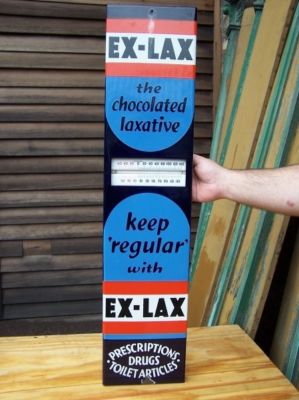 EX-LAX
the
chocolated
laxative
keep
'regular'
with
EX-LAX
• PRESCRIPTIONS •
DRUGS
TOILET ARTICLES